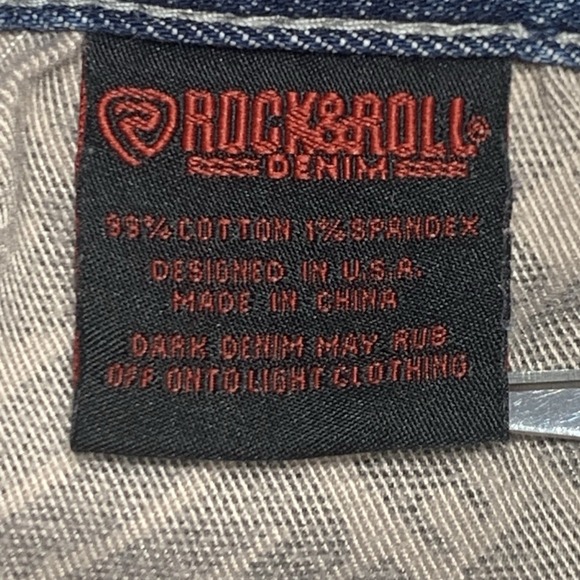 ROCK&ROLL®
DENIM
99% COTTON 1% SPANDEX
DESIGNED IN U.S.A.
MADE IN CHINA
DARK DENIM MAY RUB
OFF ONTO LIGHT CLOTHING